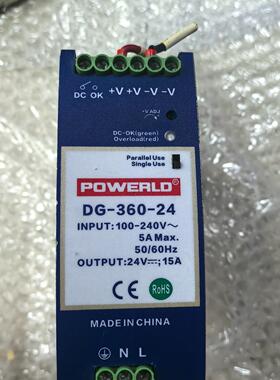 DC OK +V +V −V −V
+V ADJ
DC-OK(green)
Overload(red)
Parallel Use
Single Use
POWERLD®
DG-360-24
INPUT: 100-240V～
5A Max.
50/60Hz
OUTPUT: 24V⎓; 15A
CE RoHS
MADE IN CHINA
N L